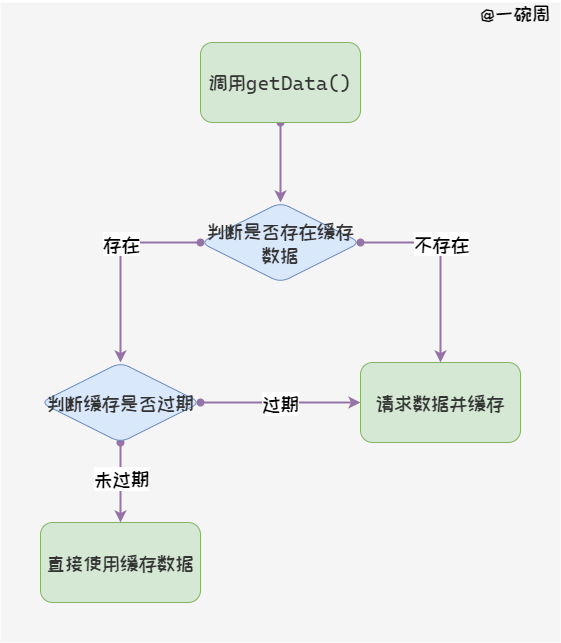 @一碗周
调用getData()
判断是否存在缓存
数据
存在
不存在
判断缓存是否过期
过期
请求数据并缓存
未过期
直接使用缓存数据